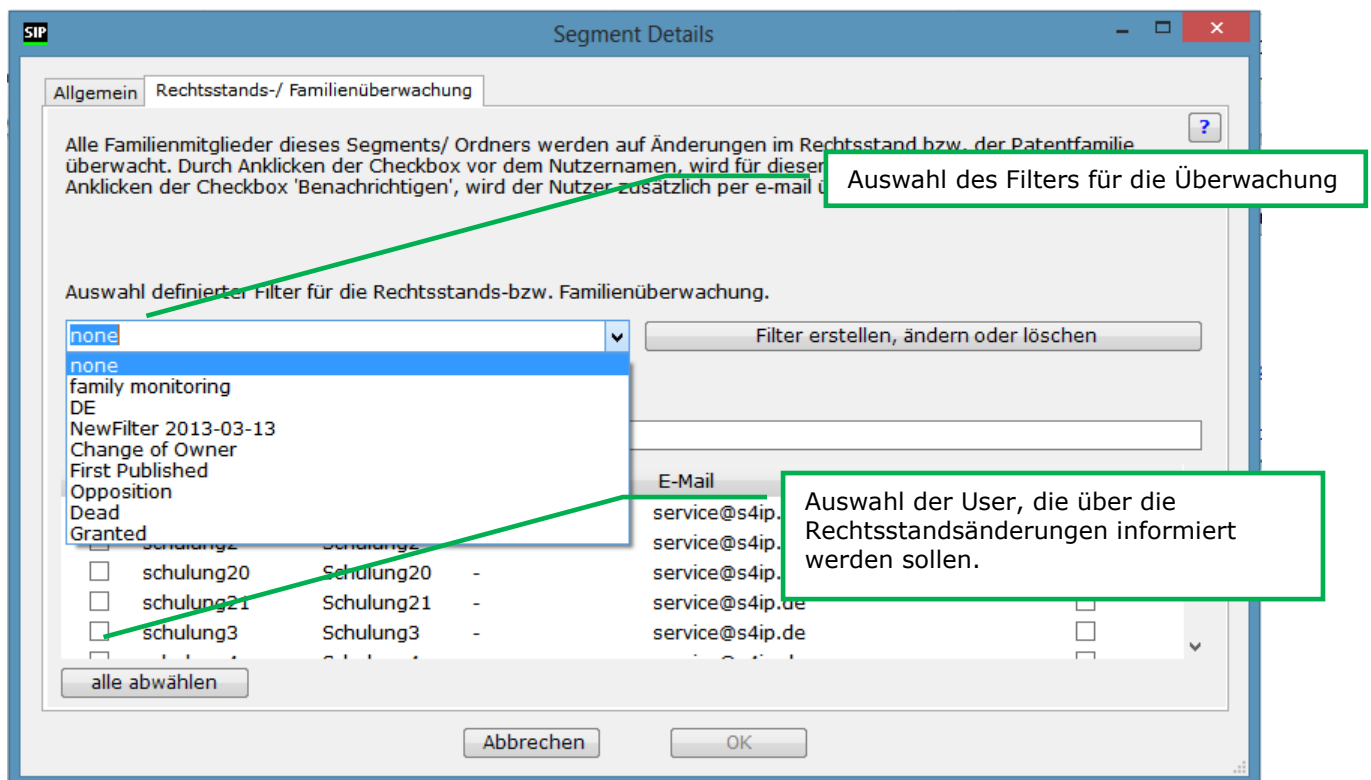 SIP
Segment Details
Allgemein
Rechtsstands-/ Familienüberwachung
?
Alle Familienmitglieder dieses Segments/ Ordners werden auf Änderungen im Rechtsstand bzw. der Patentfamilie
überwacht. Durch Anklicken der Checkbox vor dem Nutzernamen, wird für diesen
Anklicken der Checkbox 'Benachrichtigen', wird der Nutzer zusätzlich per e-mail
Auswahl des Filters für die Überwachung
Auswahl definierter Filter für die Rechtsstands-bzw. Familienüberwachung.
none
Filter erstellen, ändern oder löschen
none
family monitoring
DE
NewFilter 2013-03-13
Change of Owner
First Published
Opposition
Dead
Granted
E-Mail
Auswahl der User, die über die
Rechtsstandsänderungen informiert
werden sollen.
service@s4ip.
schulung2 Schulung2 service@s4ip.
schulung20 Schulung20 - service@s4ip.
schulung21 Schulung21 - service@s4ip.de
schulung3 Schulung3 - service@s4ip.de
alle abwählen
Abbrechen
OK